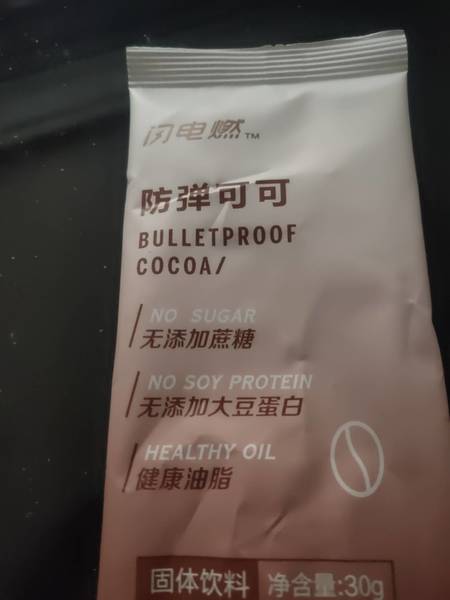 闪电燃™
防弹可可
BULLETPROOF
COCOA/
NO SUGAR
无添加蔗糖
NO SOY PROTEIN
无添加大豆蛋白
HEALTHY OIL
健康油脂
固体饮料 净含量:30g